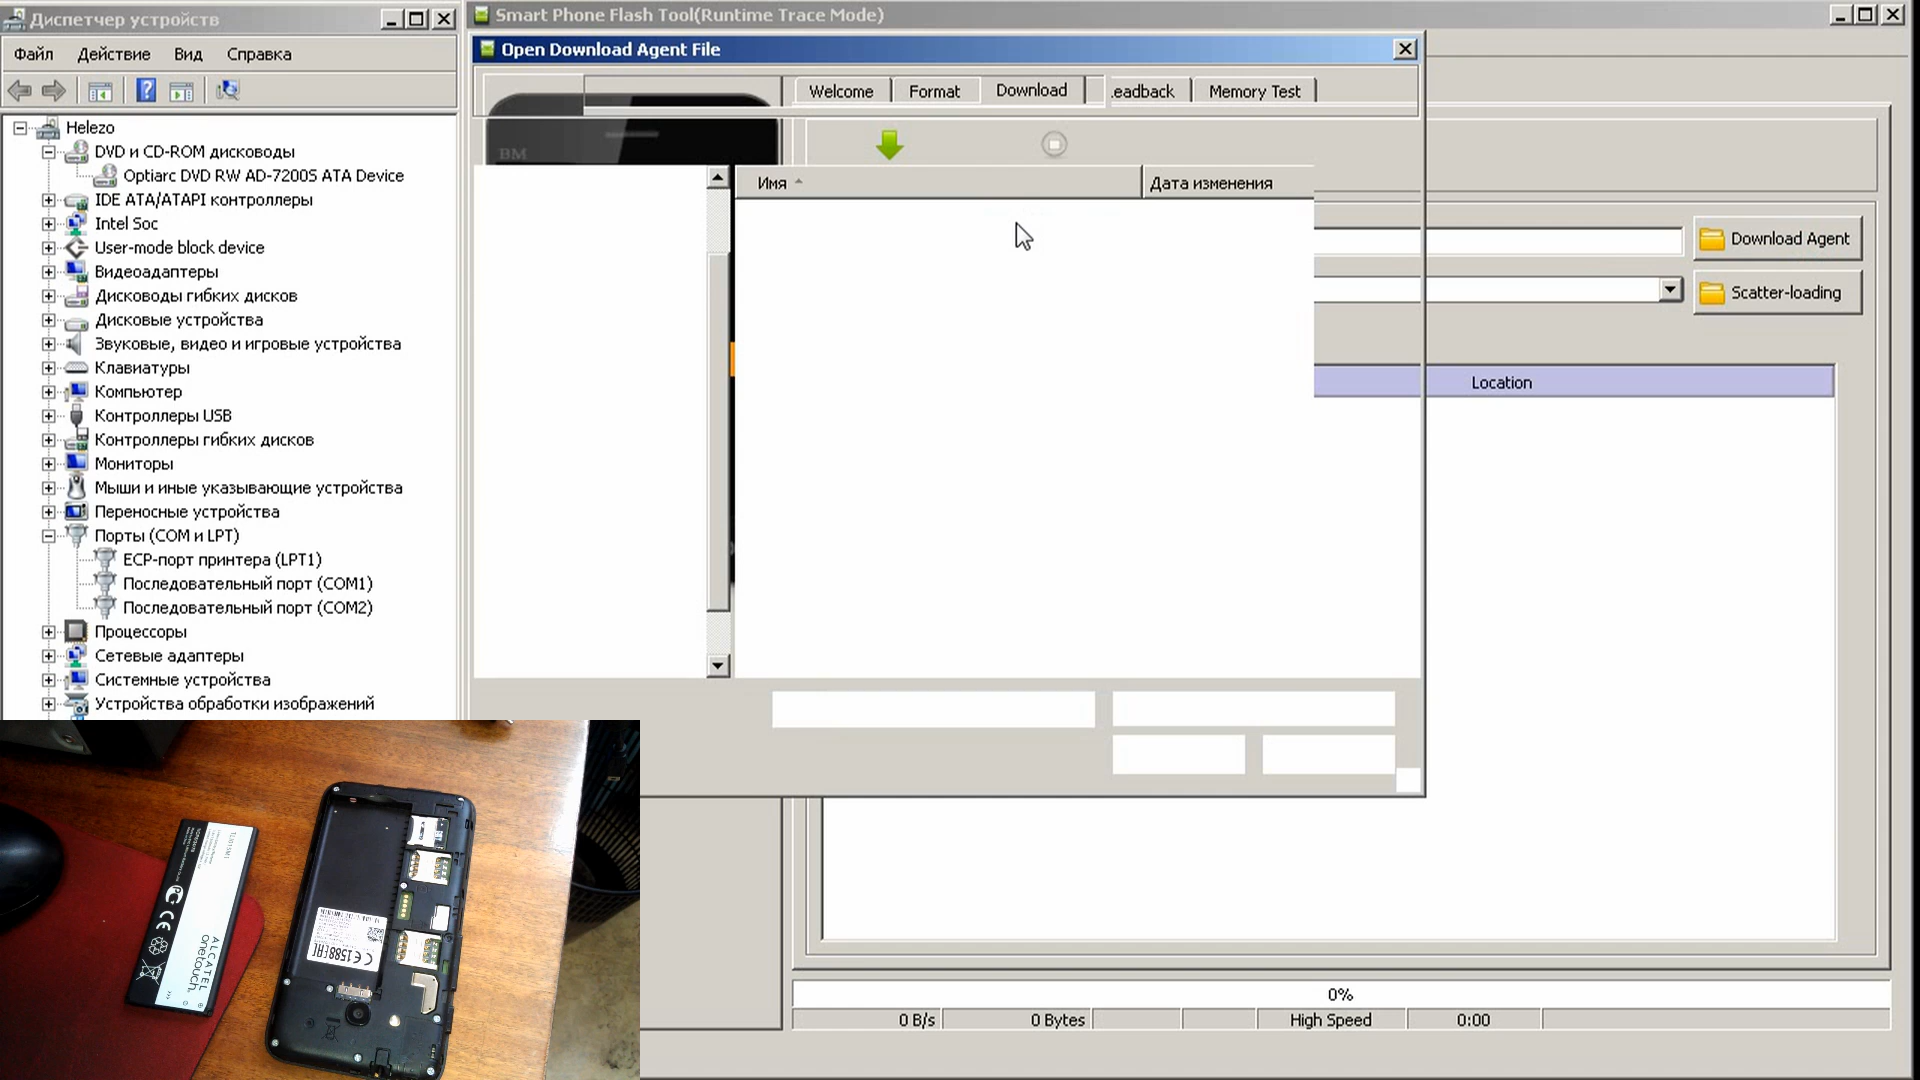 Диспетчер устройств
Файл Действие Вид Справка
Helezo
DVD и CD-ROM дисководы
Optiarc DVD RW AD-7200S ATA Device
IDE ATA/ATAPI контроллеры
Intel Soc
User-mode block device
Видеоадаптеры
Дисководы гибких дисков
Дисковые устройства
Звуковые, видео и игровые устройства
Клавиатуры
Компьютер
Контроллеры USB
Контроллеры гибких дисков
Мониторы
Мыши и иные указывающие устройства
Переносные устройства
Порты (COM и LPT)
ECP-порт принтера (LPT1)
Последовательный порт (COM1)
Последовательный порт (COM2)
Процессоры
Сетевые адаптеры
Системные устройства
Устройства обработки изображений
Smart Phone Flash Tool(Runtime Trace Mode)
Open Download Agent File
Welcome Format Download eadback Memory Test
BM
Имя Дата изменения
Download Agent
Scatter-loading
Location
0%
0 B/s 0 Bytes High Speed 0:00
ALCATEL
onetouch.
CE1588